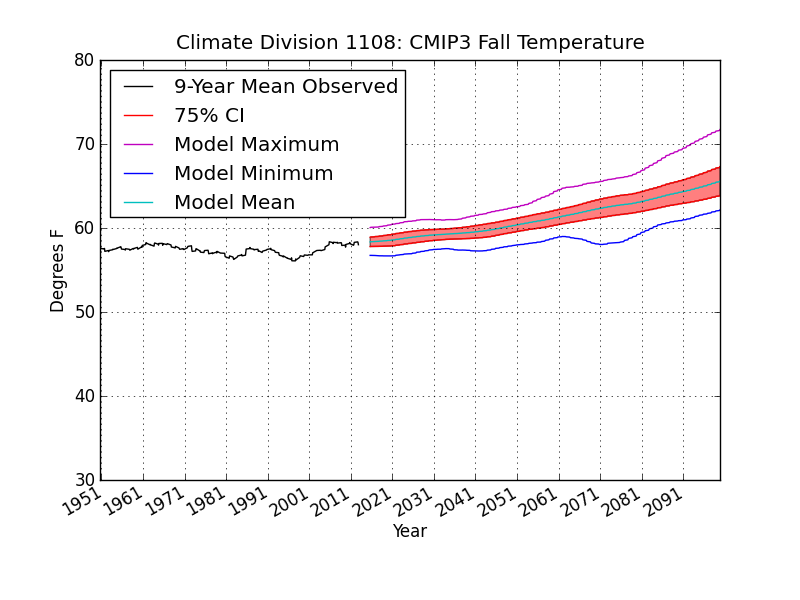 Climate Division 1108: CMIP3 Fall Temperature
80
70
60
50
40
30
Degrees F
9-Year Mean Observed
75% CI
Model Maximum
Model Minimum
Model Mean
1951 1961 1971 1981 1991 2001 2011 2021 2031 2041 2051 2061 2071 2081 2091
Year